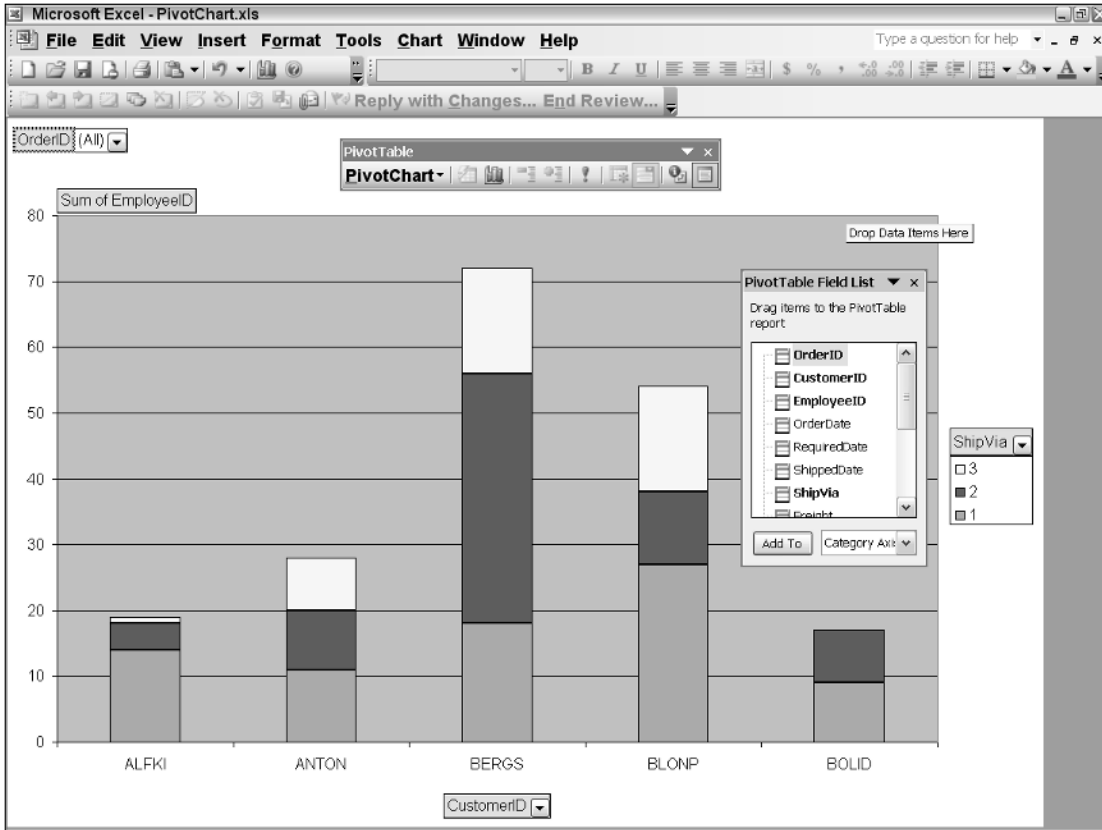 Microsoft Excel - PivotChart.xls
File Edit View Insert Format Tools Chart Window Help
Type a question for help
B I U $ % ,
Reply with Changes... End Review...
OrderID (All)
PivotTable
PivotChart
Sum of EmployeeID
Drop Data Items Here
80
70
60
50
40
30
20
10
0
PivotTable Field List
Drag items to the PivotTable
report
OrderID
CustomerID
EmployeeID
OrderDate
RequiredDate
ShippedDate
ShipVia
Freight
Add To Category Axis
ShipVia
3
2
1
ALFKI ANTON BERGS BLONP BOLID
CustomerID